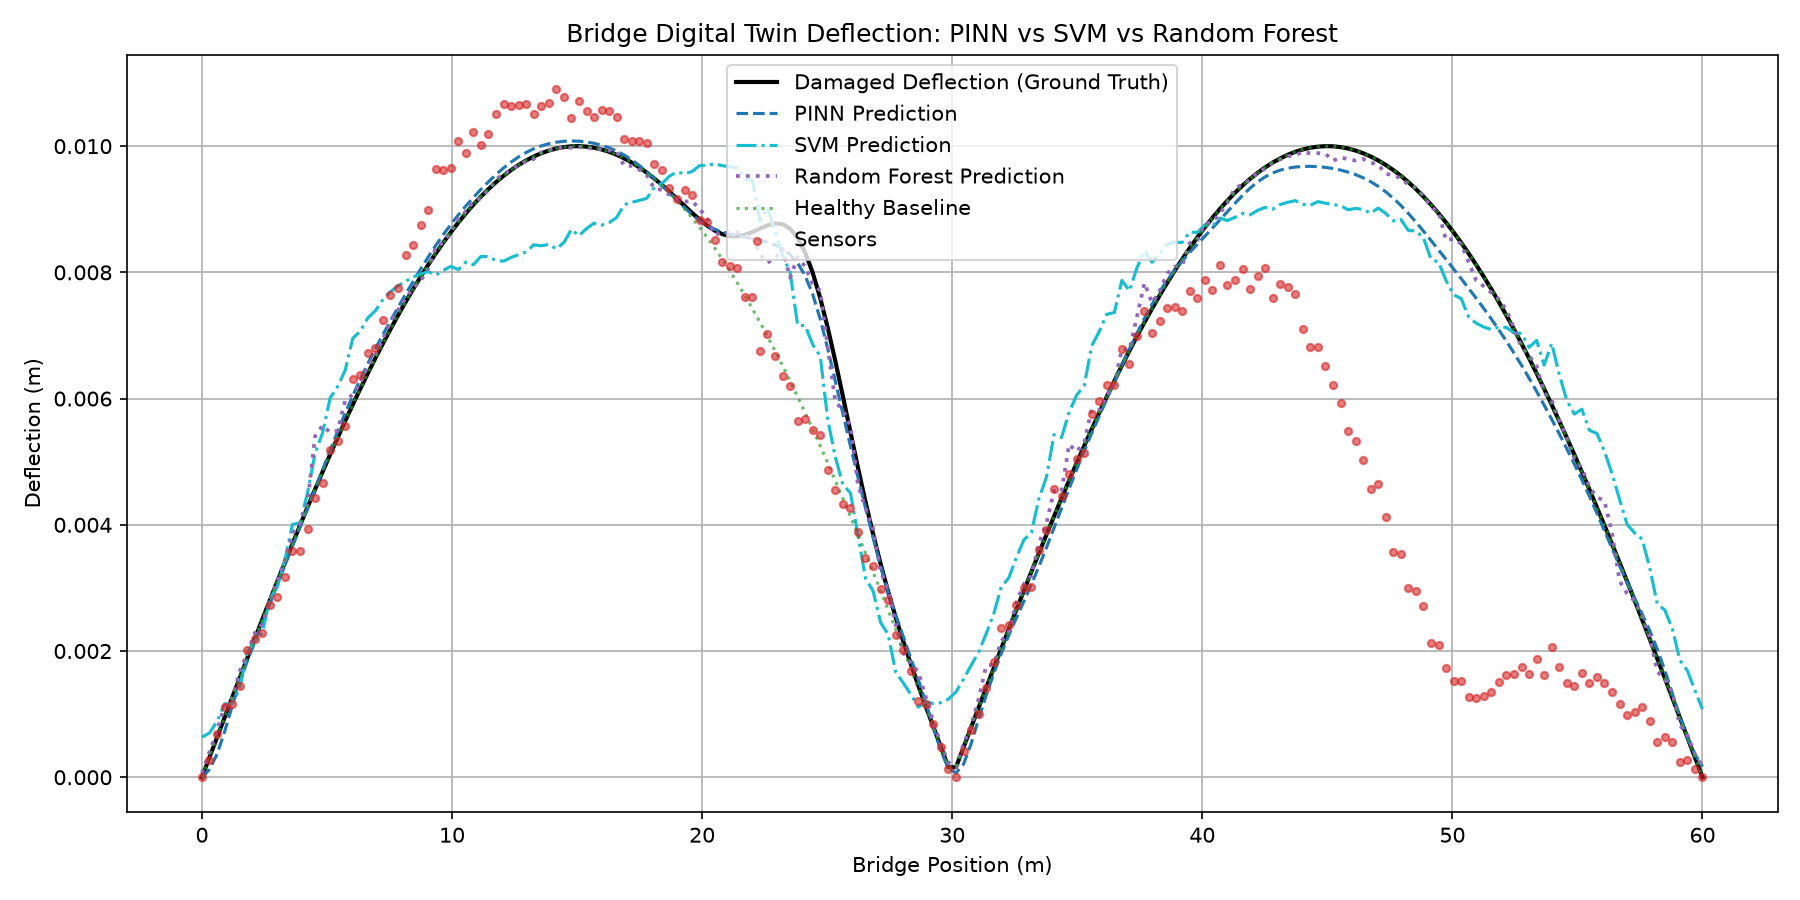 Bridge Digital Twin Deflection: PINN vs SVM vs Random Forest
Damaged Deflection (Ground Truth)
PINN Prediction
SVM Prediction
Random Forest Prediction
Healthy Baseline
Sensors
Deflection (m)
0.010
0.008
0.006
0.004
0.002
0.000
0 10 20 30 40 50 60
Bridge Position (m)